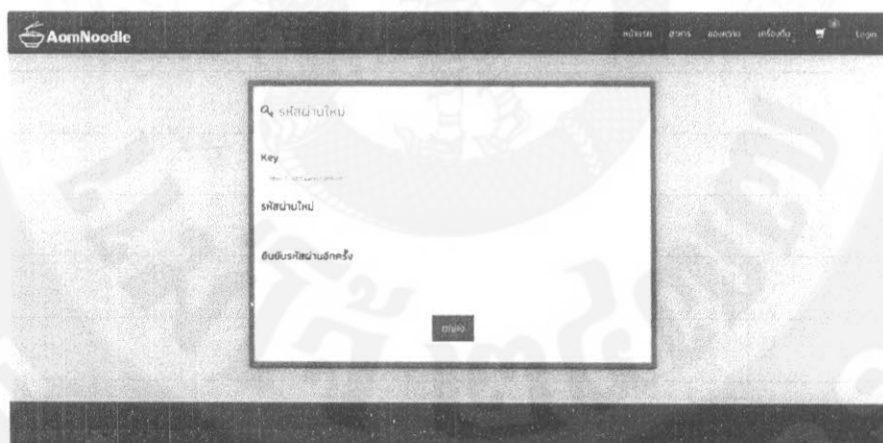 AomNoodle
หน้าแรก อาหาร ของหวาน เครื่องดื่ม Login
รหัสผ่านใหม่
Key
รหัสผ่านใหม่
ยืนยันรหัสผ่านอีกครั้ง
ตกลง